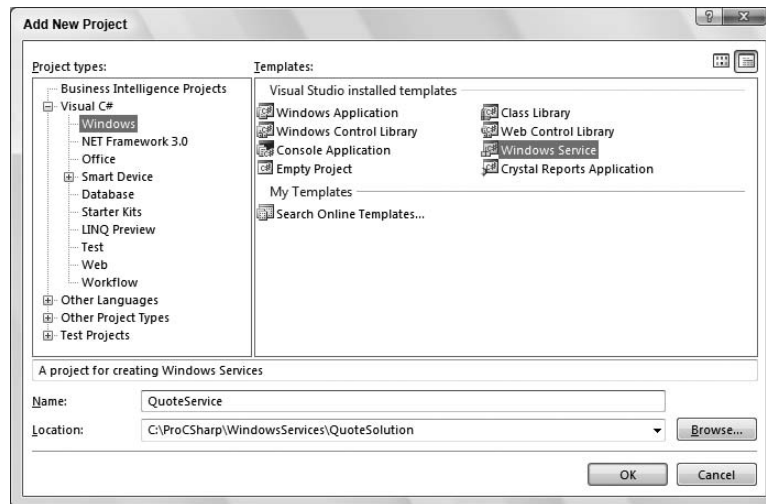 Add New Project
Project types:
Business Intelligence Projects
Visual C#
Windows
NET Framework 3.0
Office
Smart Device
Database
Starter Kits
LINQ Preview
Test
Web
Workflow
Other Languages
Other Project Types
Test Projects
Templates:
Visual Studio installed templates
Windows Application
Windows Control Library
Console Application
Empty Project
Class Library
Web Control Library
Windows Service
Crystal Reports Application
My Templates
Search Online Templates...
A project for creating Windows Services
Name: QuoteService
Location: C:\ProCSharp\WindowsServices\QuoteSolution Browse...
OK Cancel